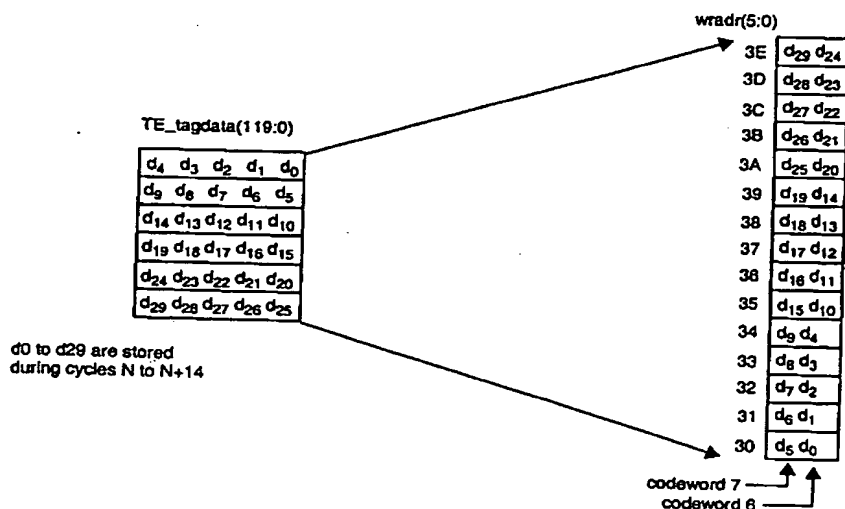 wradr(5:0)
3E d29 d24
3D d28 d23
3C d27 d22
3B d26 d21
3A d25 d20
39 d19 d14
38 d18 d13
37 d17 d12
36 d16 d11
35 d15 d10
34 d9 d4
33 d8 d3
32 d7 d2
31 d6 d1
30 d5 d0
codeword 7
codeword 6
TE_tagdata(119:0)
d4 d3 d2 d1 d0
d9 d8 d7 d6 d5
d14 d13 d12 d11 d10
d19 d18 d17 d16 d15
d24 d23 d22 d21 d20
d29 d28 d27 d26 d25
d0 to d29 are stored
during cycles N to N+14